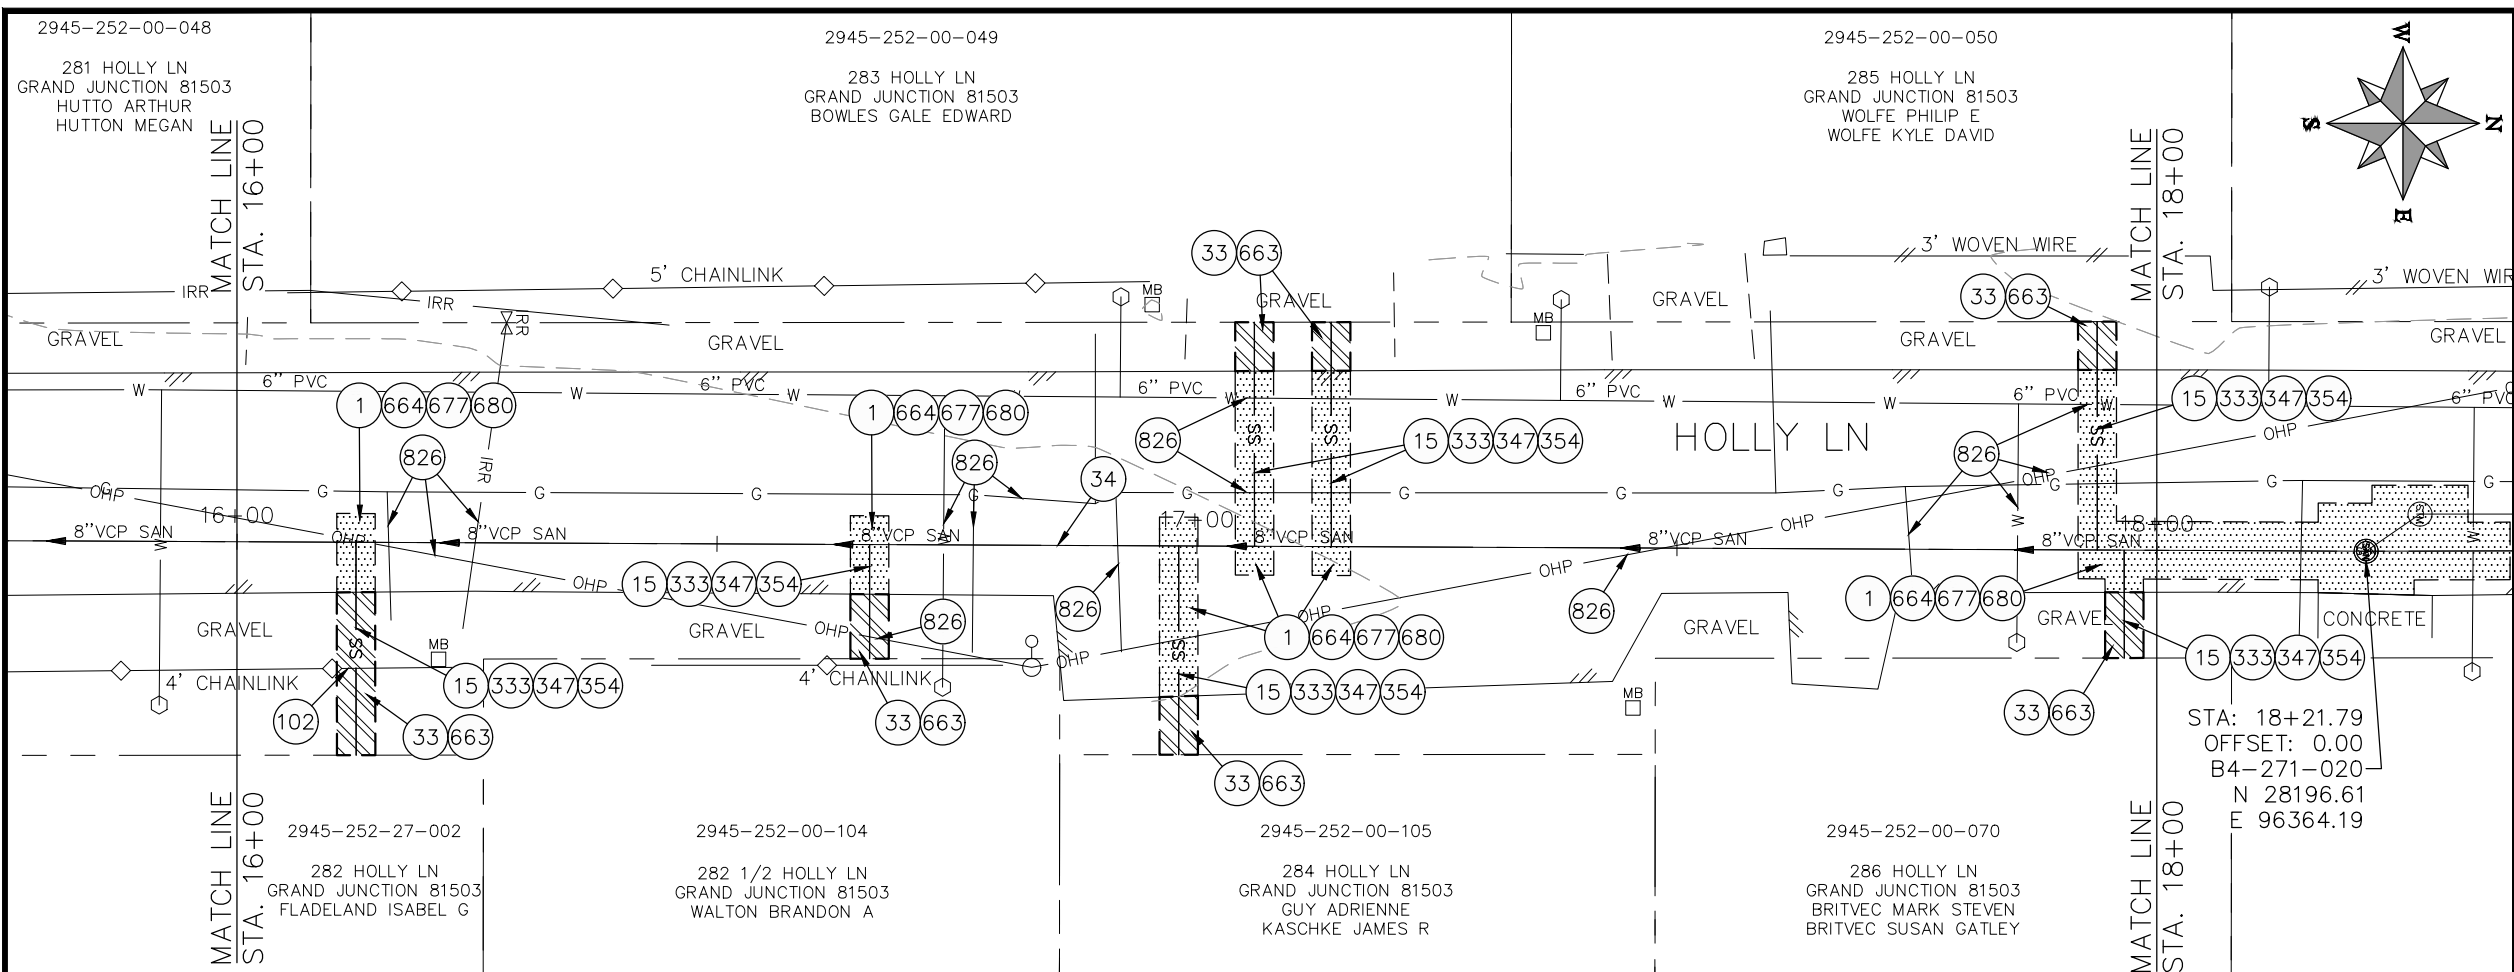 2945-252-00-048
281 HOLLY LN
GRAND JUNCTION 81503
HUTTO ARTHUR
HUTTON MEGAN
2945-252-00-049
283 HOLLY LN
GRAND JUNCTION 81503
BOWLES GALE EDWARD
2945-252-00-050
285 HOLLY LN
GRAND JUNCTION 81503
WOLFE PHILIP E
WOLFE KYLE DAVID
W
N
S
E
MATCH LINE
STA. 16+00
MATCH LINE
STA. 18+00
5' CHAINLINK
3' WOVEN WIRE
3' WOVEN WIR
33 663
33 663
IRR
IRR
MB
GRAVEL
GRAVEL
MB
RR
GRAVEL
GRAVEL
GRAVEL
GRAVEL
W
6" PVC
W
6" PVC
W
6" PVC
W
W
6" PVC
W
W
6" PVC
W
6" PVC
1 664 677 680
1 664 677 680
15 333 347 354
826
826
826
15 333 347 354
HOLLY LN
826
OHP
SS
SS
SS
IRR
34
OHP
G
G
G
G
G
G
G
G
G
OHP
G
G
G
16+00
17+00
18+00
OHP
8"VCP SAN
W
OHP
8"VCP SAN
8"VCP SAN
W
8"VCP SAN
8"VCP SAN
W
8"VCP SAN
W
OHP
15 333 347 354
OHP
OHP
826
OHP
826
1 664 677 680
GRAVEL
GRAVEL
OHP
826
1 664 677 680
GRAVEL
GRAVEL
CONCRETE
MB
SS
SS
OHP
4' CHAINLINK
15 333 347 354
4' CHAINLINK
15 333 347 354
MB
15 333 347 354
102
33 663
33 663
33 663
33 663
STA: 18+21.79
OFFSET: 0.00
B4-271-020
N 28196.61
E 96364.19
MATCH LINE
STA. 16+00
2945-252-27-002
282 HOLLY LN
GRAND JUNCTION 81503
FLADELAND ISABEL G
2945-252-00-104
282 1/2 HOLLY LN
GRAND JUNCTION 81503
WALTON BRANDON A
2945-252-00-105
284 HOLLY LN
GRAND JUNCTION 81503
GUY ADRIENNE
KASCHKE JAMES R
2945-252-00-070
286 HOLLY LN
GRAND JUNCTION 81503
BRITVEC MARK STEVEN
BRITVEC SUSAN GATLEY
MATCH LINE
STA. 18+00